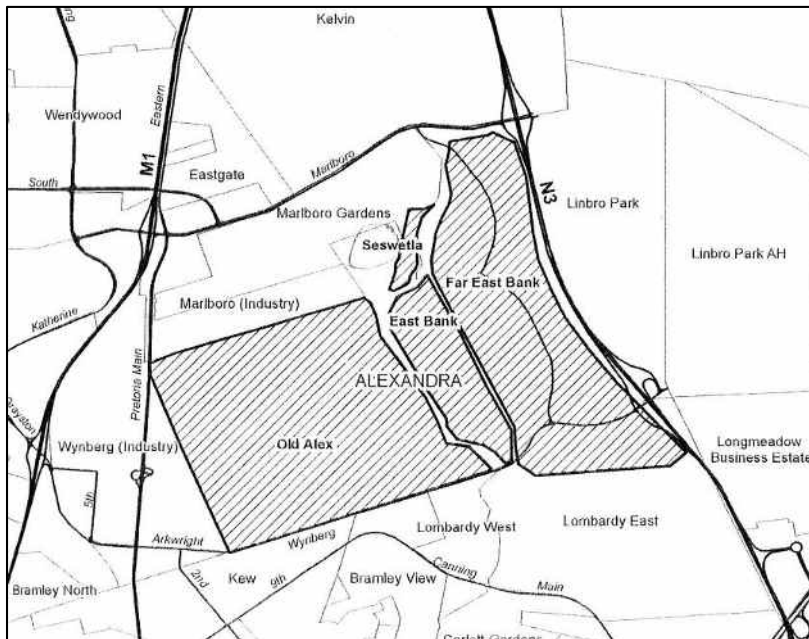 Kelvin
Wendywood
Eastern
M1
Eastgate
South
Marlboro
Marlboro Gardens
N3
Linbro Park
Seswetla
Linbro Park AH
Far East Bank
Marlboro (Industry)
East Bank
Katherine
Pretoria Main
ALEXANDRA
Grayston
Wynberg (Industry)
Old Alex
Longmeadow
Business Estate
5th
Arkwright
Wynberg
Lombardy West
Lombardy East
2nd
Kew
9th
Canning
Main
Bramley North
Bramley View